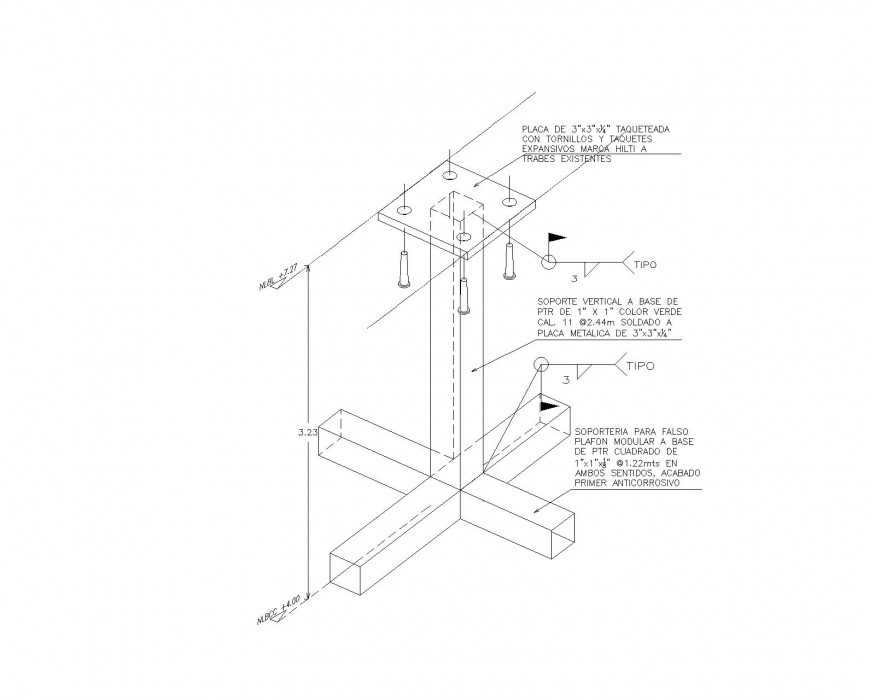 PLACA DE 3"x3"x¼" TAQUETEADA
CON TORNILLOS Y TAQUETES
EXPANSIVOS MARCA HILTI A
TRABES EXISTENTES
NLBL +7.27
3
TIPO
SOPORTE VERTICAL A BASE DE
PTR DE 1" X 1" COLOR VERDE
CAL. 11 @2.44m SOLDADO A
PLACA METALICA DE 3"x3"x¼"
3
TIPO
3.23
SOPORTERIA PARA FALSO
PLAFON MODULAR A BASE
DE PTR CUADRADO DE
1"x1"x⅛" @1.22mts EN
AMBOS SENTIDOS, ACABADO
PRIMER ANTICORROSIVO
NLBCC +4.00